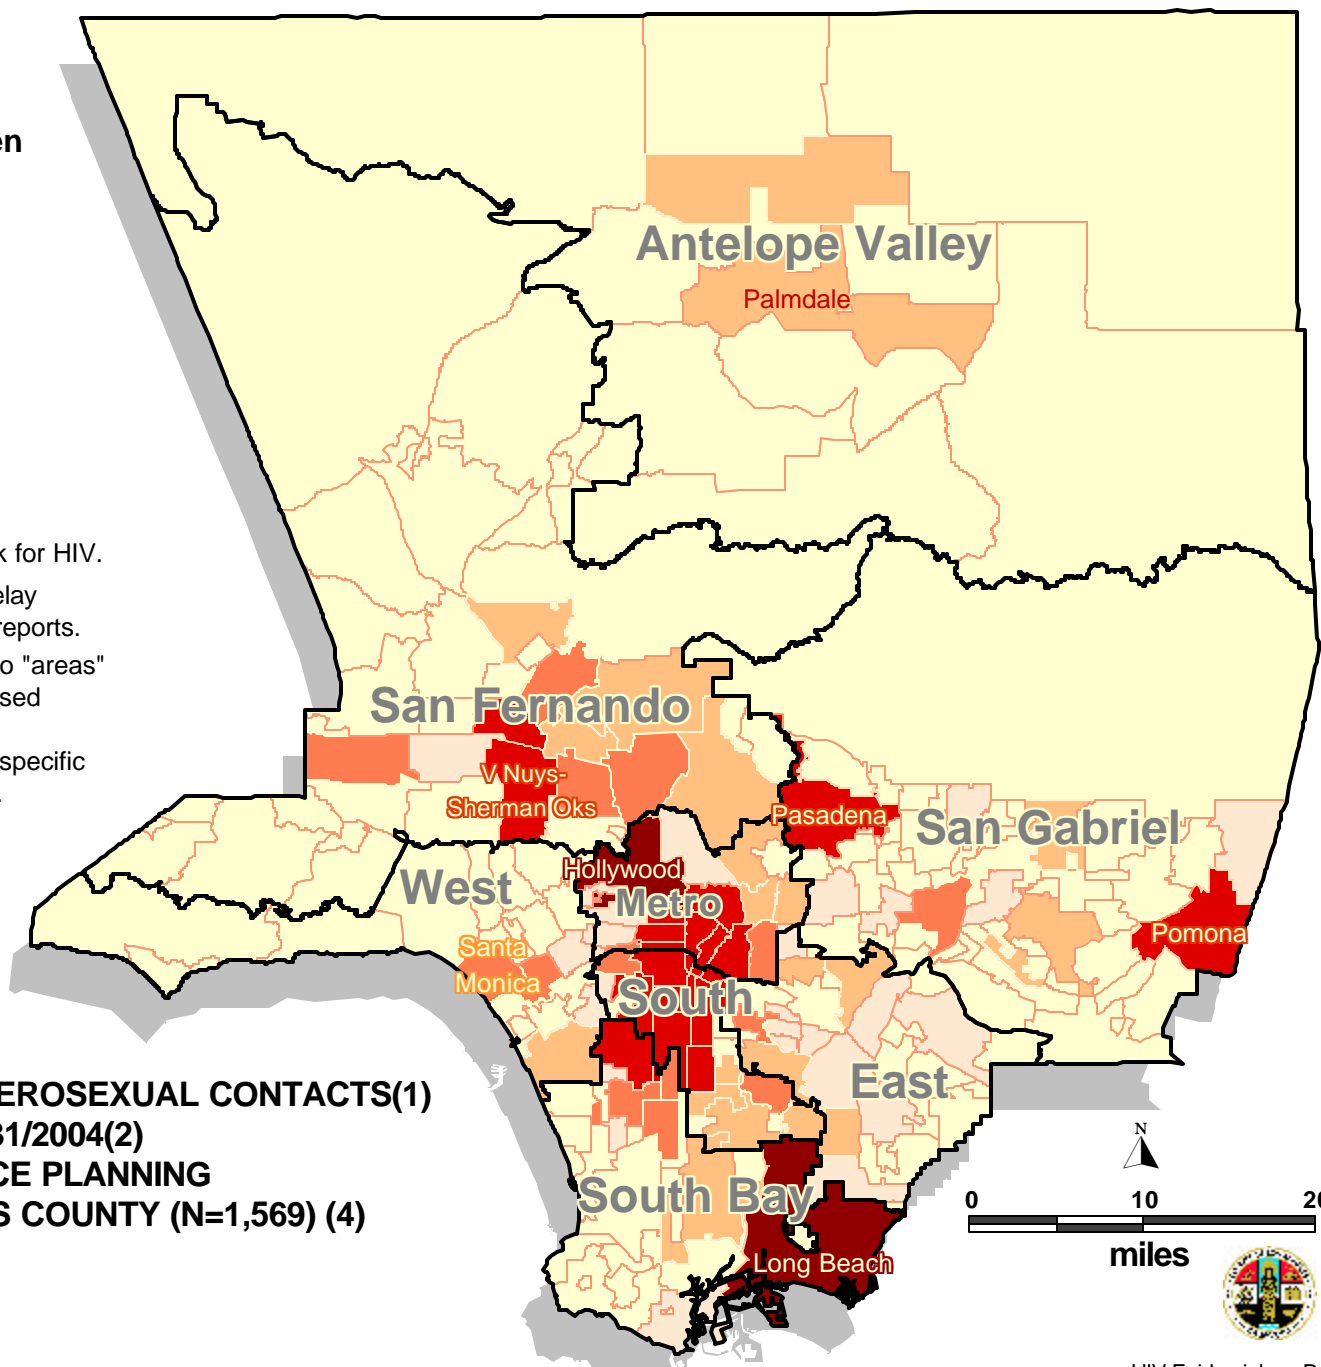 en
Antelope Valley
Palmdale
k for HIV.
elay
reports.
o "areas"
sed
specific
San Fernando
V Nuys-
Sherman Oks
Pasadena
San Gabriel
Hollywood
West
Metro
Santa
Monica
Pomona
South
East
EROSEXUAL CONTACTS(1)
31/2004(2)
CE PLANNING
S COUNTY (N=1,569) (4)
South Bay
Long Beach
N
0 10 20
miles